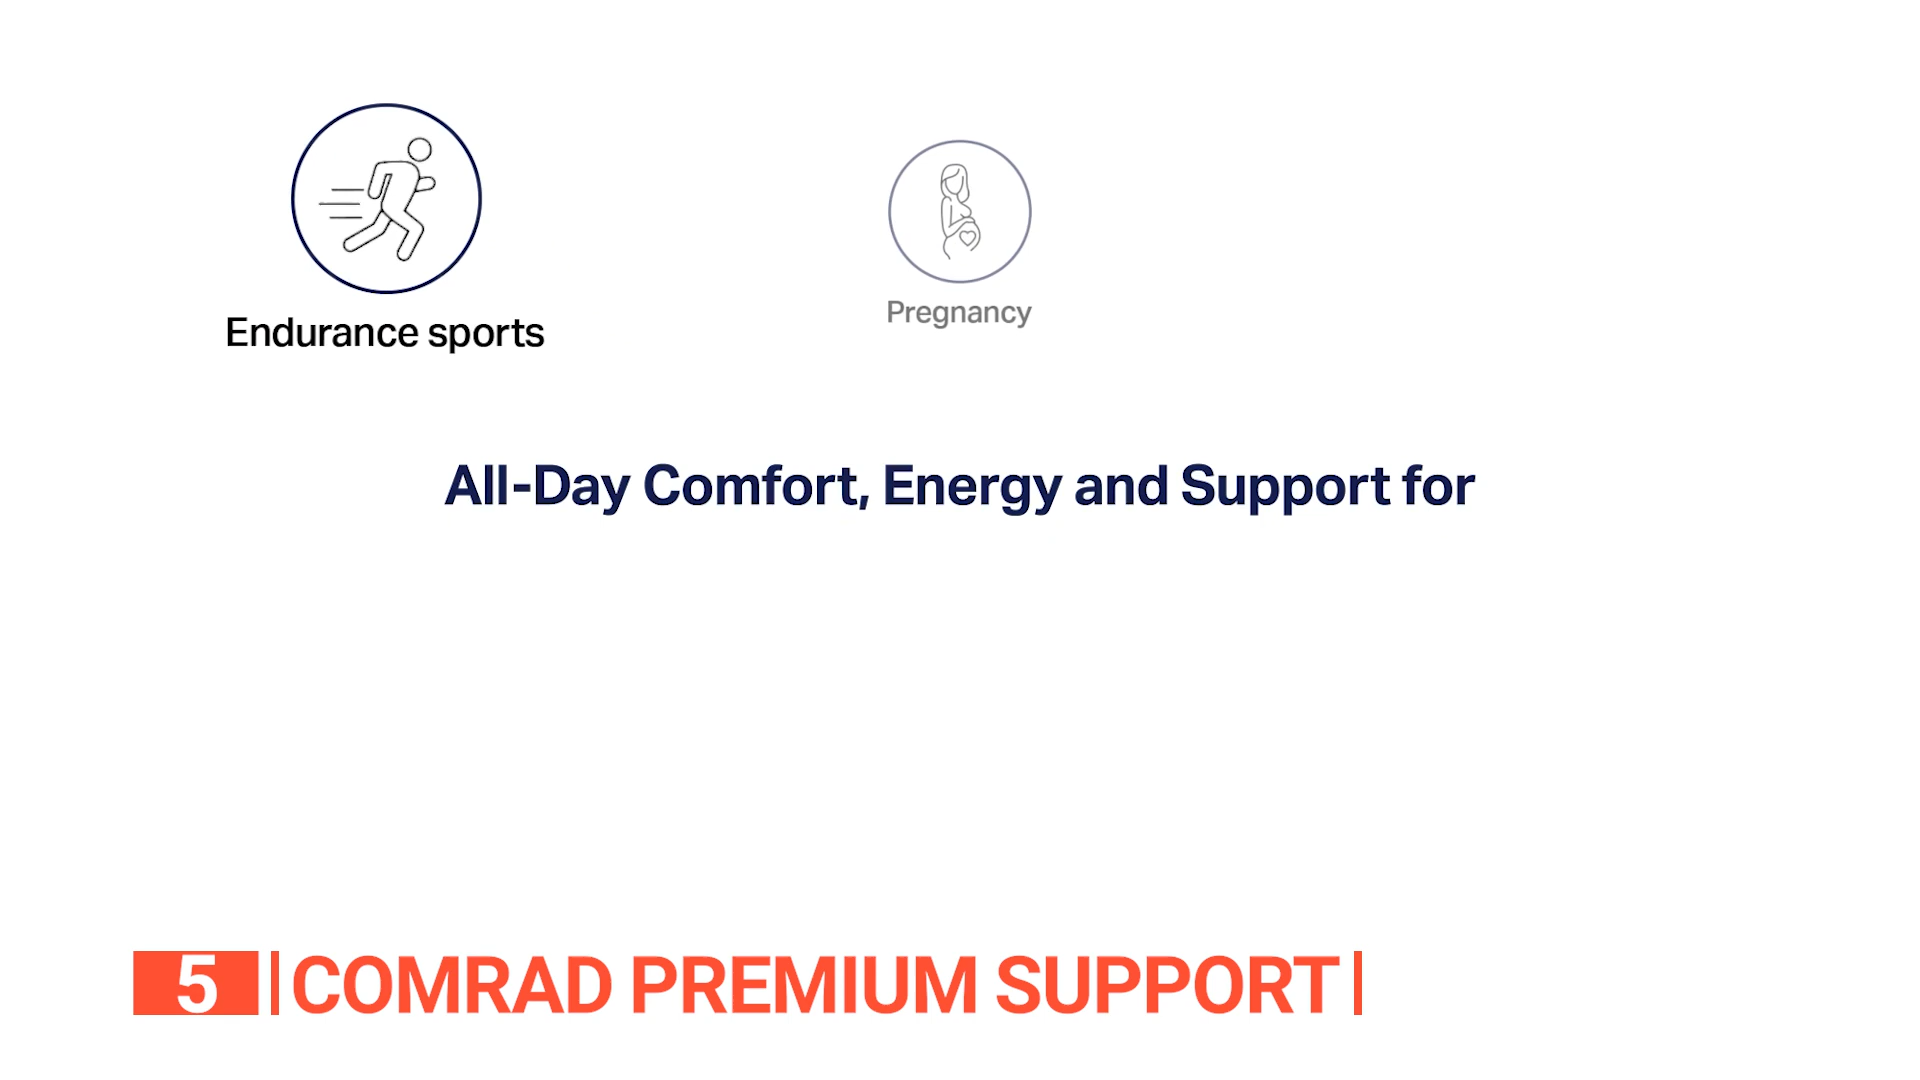 Endurance sports
Pregnancy
All-Day Comfort, Energy and Support for
5 COMRAD PREMIUM SUPPORT